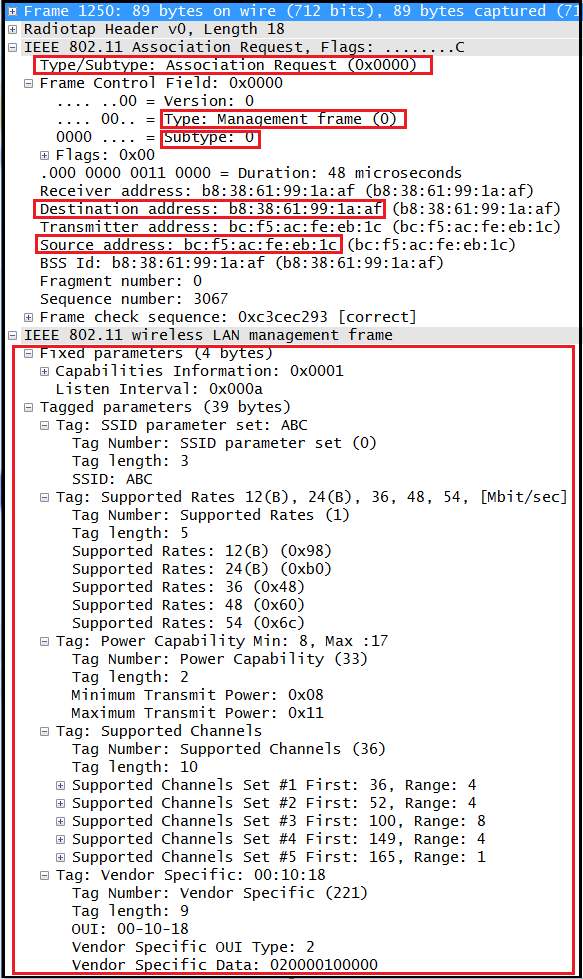 Frame 1250: 89 bytes on wire (712 bits), 89 bytes captured (71
Radiotap Header v0, Length 18
IEEE 802.11 Association Request, Flags: ........C
Type/Subtype: Association Request (0x0000)
Frame Control Field: 0x0000
.... ..00 = Version: 0
.... 00.. = Type: Management frame (0)
0000 .... = Subtype: 0
Flags: 0x00
.000 0000 0011 0000 = Duration: 48 microseconds
Receiver address: b8:38:61:99:1a:af (b8:38:61:99:1a:af)
Destination address: b8:38:61:99:1a:af (b8:38:61:99:1a:af)
Transmitter address: bc:f5:ac:fe:eb:1c (bc:f5:ac:fe:eb:1c)
Source address: bc:f5:ac:fe:eb:1c (bc:f5:ac:fe:eb:1c)
BSS Id: b8:38:61:99:1a:af (b8:38:61:99:1a:af)
Fragment number: 0
Sequence number: 3067
Frame check sequence: 0xc3cec293 [correct]
IEEE 802.11 wireless LAN management frame
Fixed parameters (4 bytes)
Capabilities Information: 0x0001
Listen Interval: 0x000a
Tagged parameters (39 bytes)
Tag: SSID parameter set: ABC
Tag Number: SSID parameter set (0)
Tag length: 3
SSID: ABC
Tag: Supported Rates 12(B), 24(B), 36, 48, 54, [Mbit/sec]
Tag Number: Supported Rates (1)
Tag length: 5
Supported Rates: 12(B) (0x98)
Supported Rates: 24(B) (0xb0)
Supported Rates: 36 (0x48)
Supported Rates: 48 (0x60)
Supported Rates: 54 (0x6c)
Tag: Power Capability Min: 8, Max :17
Tag Number: Power Capability (33)
Tag length: 2
Minimum Transmit Power: 0x08
Maximum Transmit Power: 0x11
Tag: Supported Channels
Tag Number: Supported Channels (36)
Tag length: 10
Supported Channels Set #1 First: 36, Range: 4
Supported Channels Set #2 First: 52, Range: 4
Supported Channels Set #3 First: 100, Range: 8
Supported Channels Set #4 First: 149, Range: 4
Supported Channels Set #5 First: 165, Range: 1
Tag: Vendor Specific: 00:10:18
Tag Number: Vendor Specific (221)
Tag length: 9
OUI: 00-10-18
Vendor Specific OUI Type: 2
Vendor Specific Data: 020000100000